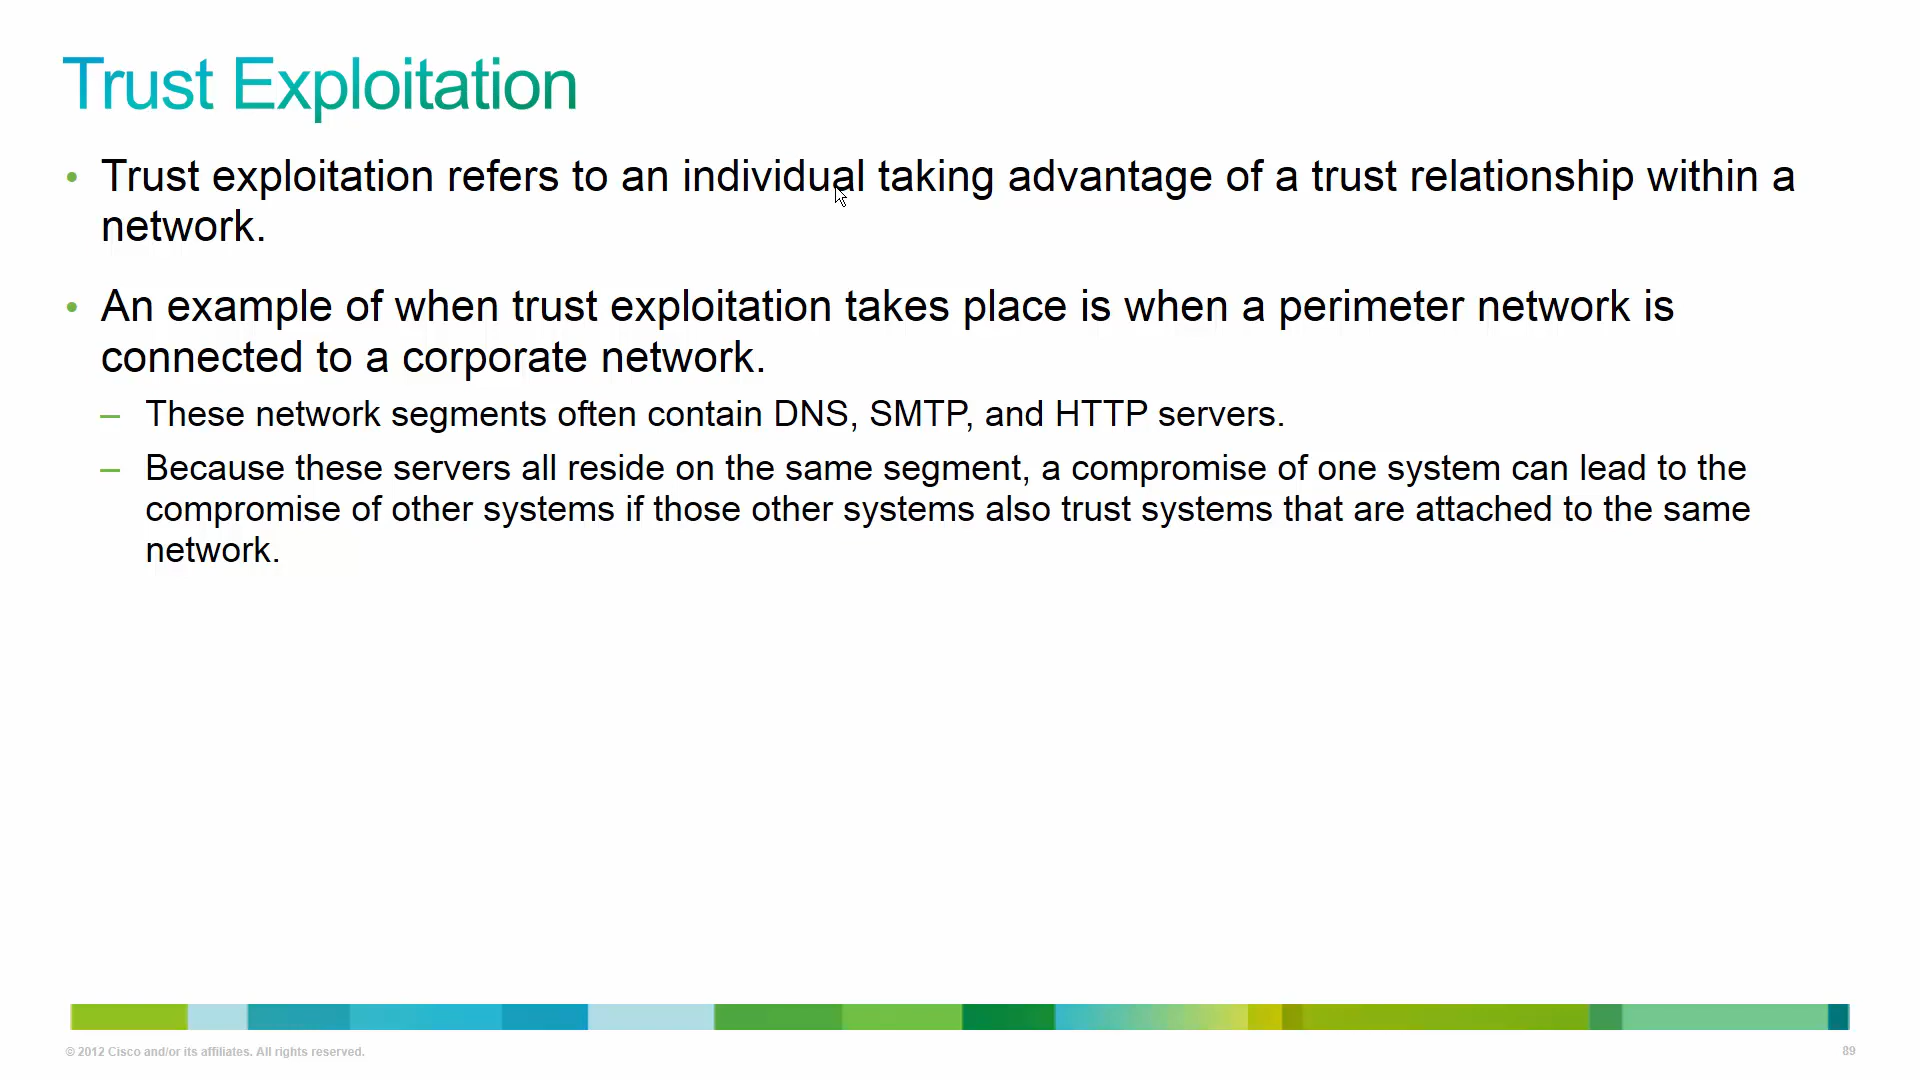 Trust Exploitation
• Trust exploitation refers to an individual taking advantage of a trust relationship within a
network.
• An example of when trust exploitation takes place is when a perimeter network is
connected to a corporate network.
– These network segments often contain DNS, SMTP, and HTTP servers.
– Because these servers all reside on the same segment, a compromise of one system can lead to the
compromise of other systems if those other systems also trust systems that are attached to the same
network.
© 2012 Cisco and/or its affiliates. All rights reserved.
89